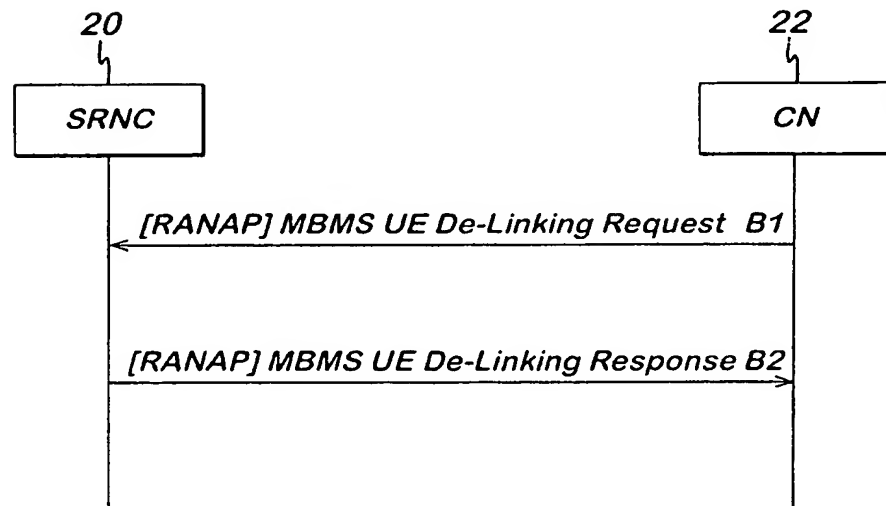 20
22
SRNC
CN
[RANAP] MBMS UE De-Linking Request B1
[RANAP] MBMS UE De-Linking Response B2